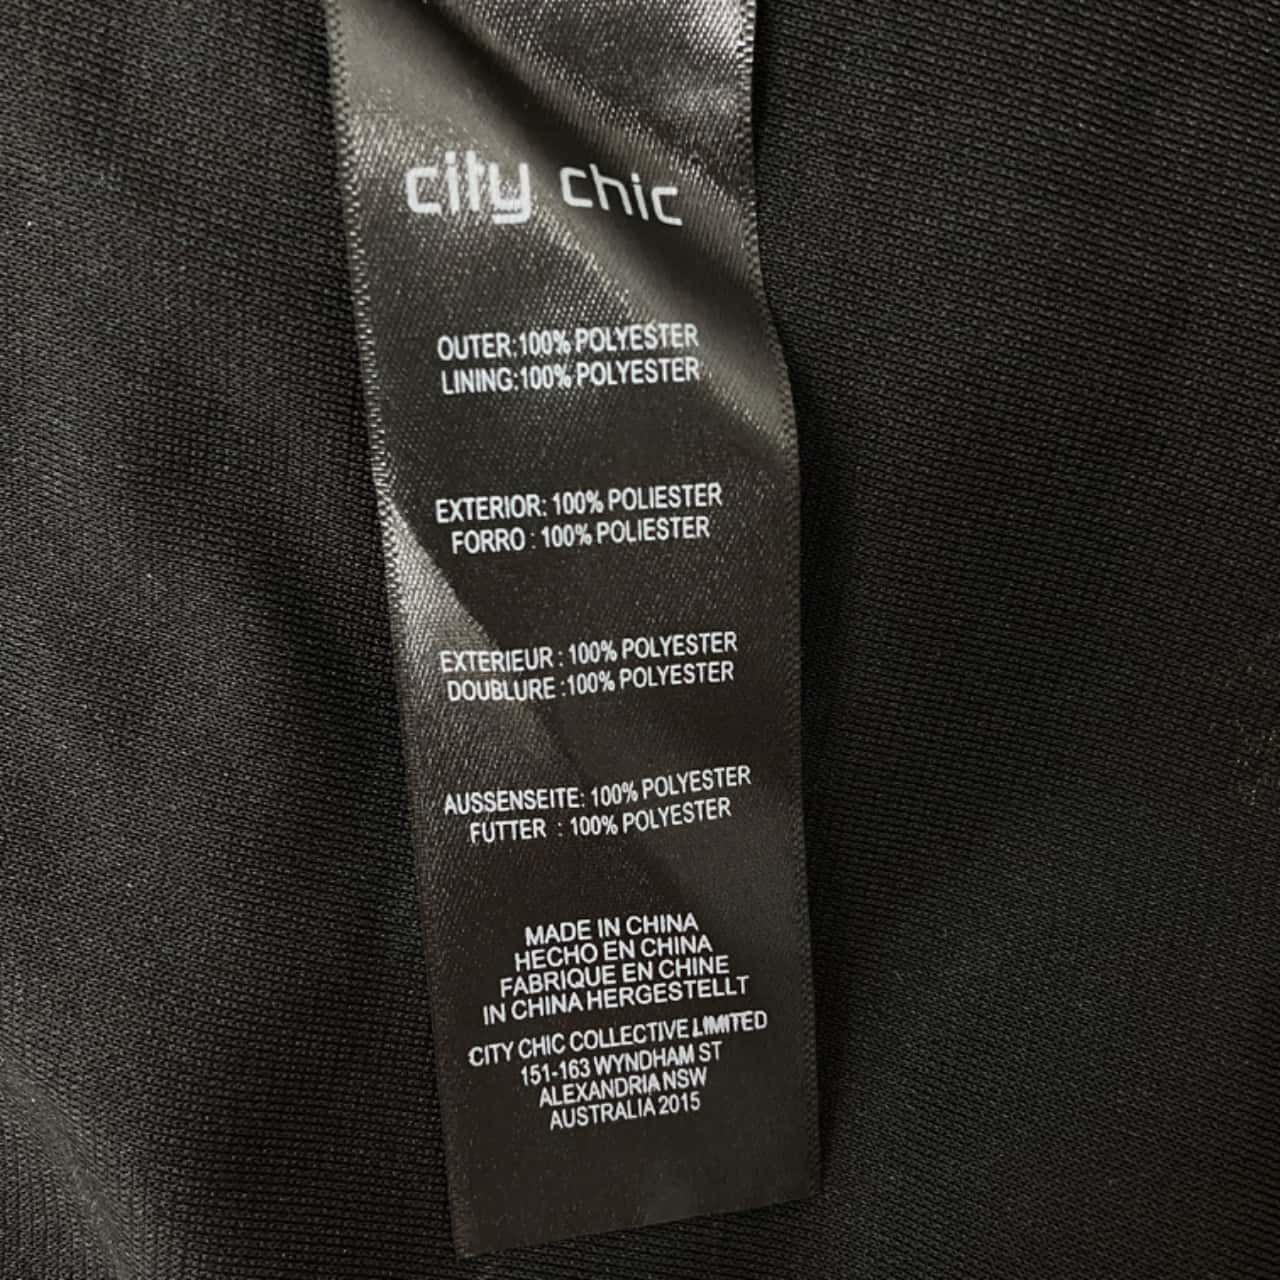 city chic
OUTER:100% POLYESTER
LINING:100% POLYESTER
EXTERIOR: 100% POLIESTER
FORRO : 100% POLIESTER
EXTERIEUR : 100% POLYESTER
DOUBLURE :100% POLYESTER
AUSSENSEITE: 100% POLYESTER
FUTTER : 100% POLYESTER
MADE IN CHINA
HECHO EN CHINA
FABRIQUE EN CHINE
IN CHINA HERGESTELLT
CITY CHIC COLLECTIVE LIMITED
151-163 WYNDHAM ST
ALEXANDRIA NSW
AUSTRALIA 2015